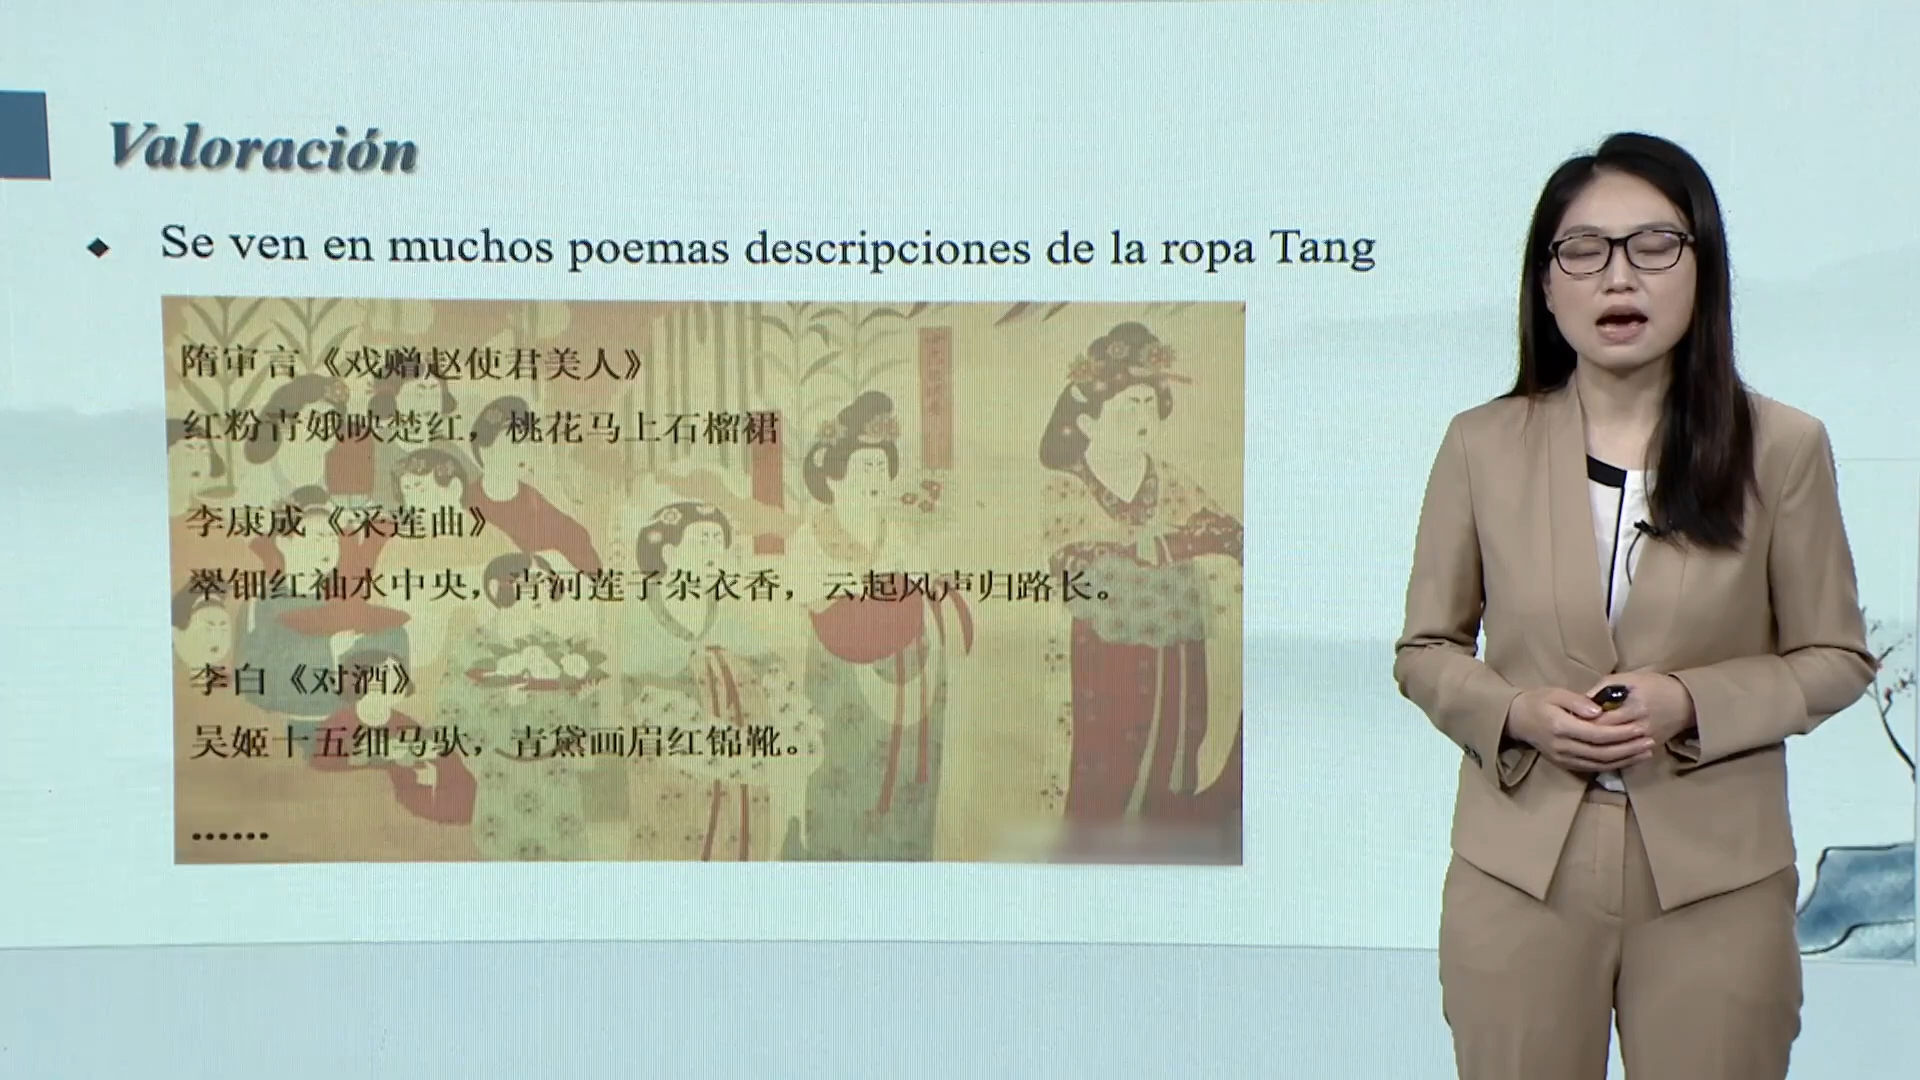 Valoración
Se ven en muchos poemas descripciones de la ropa Tang
隋审言《戏赠赵使君美人》
红粉青娥映楚红，桃花马上石榴裙
李康成《采莲曲》
翠钿红袖水中央，青河莲子杂衣香，云起风声归路长。
李白《对酒》
吴姬十五细马驮，青黛画眉红锦靴。
……